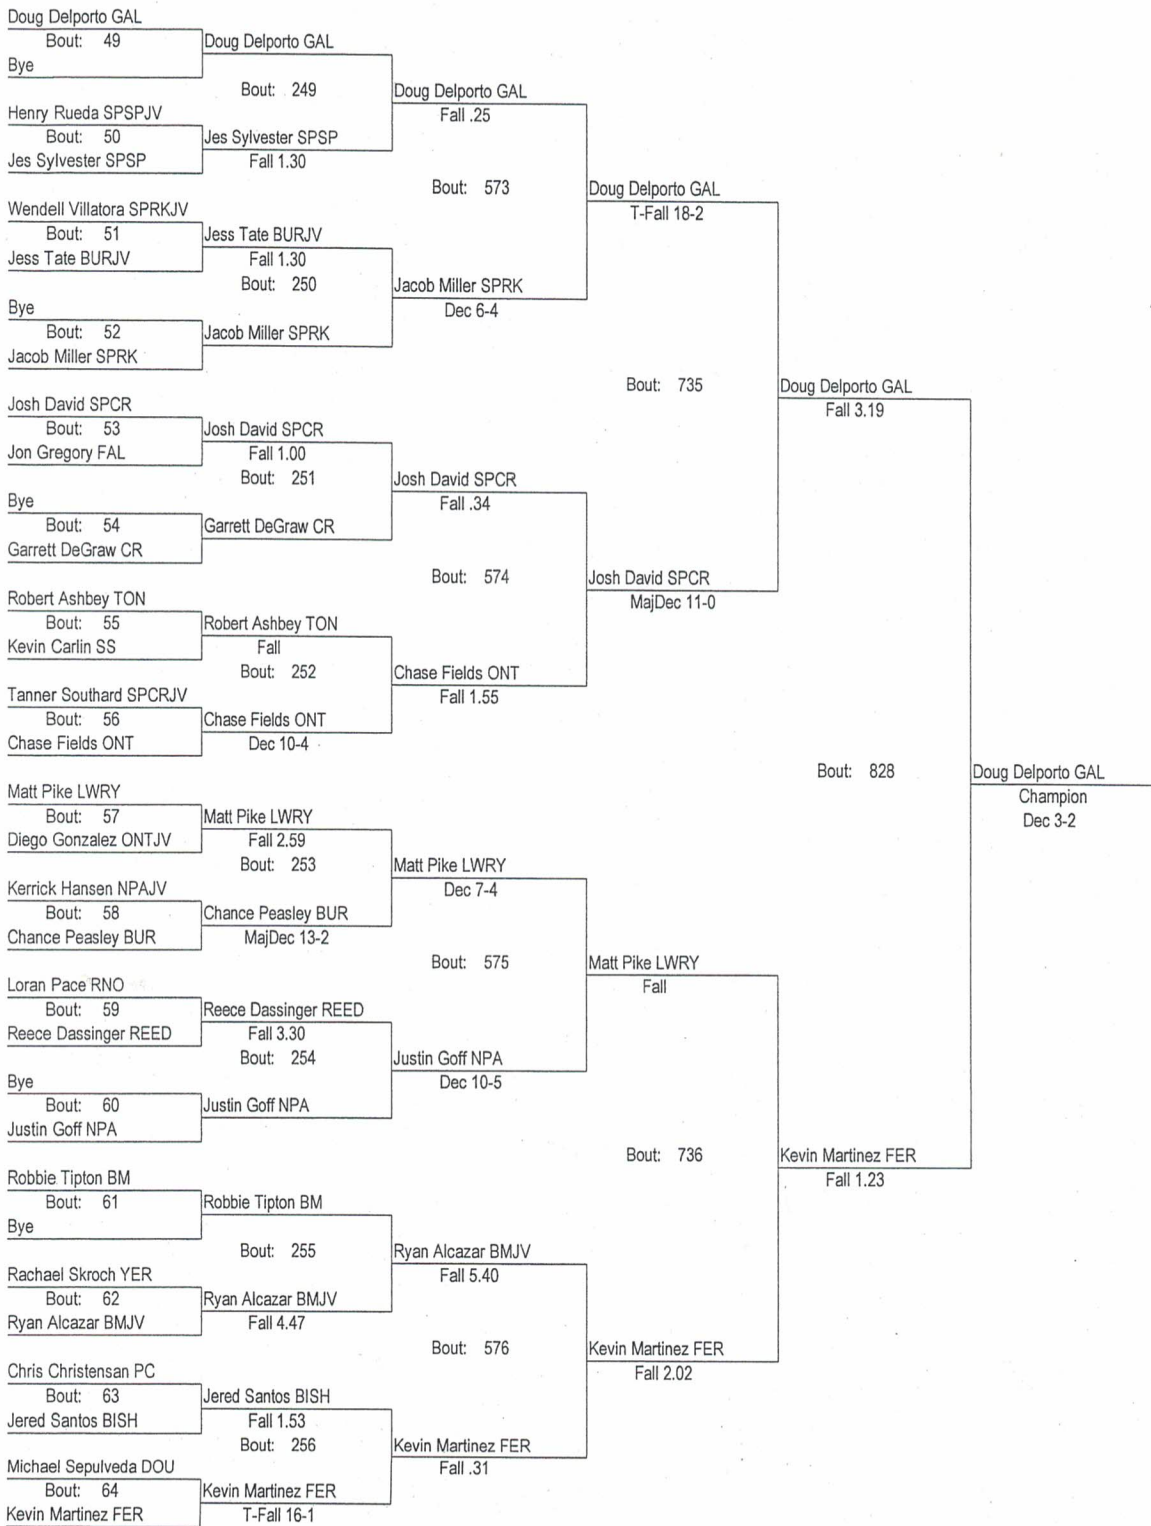 Doug Delporto GAL
Bout: 49
Bye
Henry Rueda SPSPJV
Bout: 50
Jes Sylvester SPSP
Wendell Villatora SPRKJV
Bout: 51
Jess Tate BURJV
Bye
Bout: 52
Jacob Miller SPRK
Josh David SPCR
Bout: 53
Jon Gregory FAL
Bye
Bout: 54
Garrett DeGraw CR
Robert Ashbey TON
Bout: 55
Kevin Carlin SS
Tanner Southard SPCRJV
Bout: 56
Chase Fields ONT
Matt Pike LWRY
Bout: 57
Diego Gonzalez ONTJV
Kerrick Hansen NPAJV
Bout: 58
Chance Peasley BUR
Loran Pace RNO
Bout: 59
Reece Dassinger REED
Bye
Bout: 60
Justin Goff NPA
Robbie Tipton BM
Bout: 61
Bye
Rachael Skroch YER
Bout: 62
Ryan Alcazar BMJV
Chris Christensan PC
Bout: 63
Jered Santos BISH
Michael Sepulveda DOU
Bout: 64
Kevin Martinez FER
Doug Delporto GAL
Bout: 249
Jes Sylvester SPSP
Fall 1.30
Jess Tate BURJV
Fall 1.30
Bout: 250
Jacob Miller SPRK
Josh David SPCR
Fall 1.00
Bout: 251
Garrett DeGraw CR
Robert Ashbey TON
Fall
Bout: 252
Chase Fields ONT
Dec 10-4
Matt Pike LWRY
Fall 2.59
Bout: 253
Chance Peasley BUR
MajDec 13-2
Reece Dassinger REED
Fall 3.30
Bout: 254
Justin Goff NPA
Robbie Tipton BM
Bout: 255
Ryan Alcazar BMJV
Fall 4.47
Jered Santos BISH
Fall 1.53
Bout: 256
Kevin Martinez FER
T-Fall 16-1
Doug Delporto GAL
Fall .25
Bout: 573
Jacob Miller SPRK
Dec 6-4
Josh David SPCR
Fall .34
Bout: 574
Chase Fields ONT
Fall 1.55
Matt Pike LWRY
Dec 7-4
Bout: 575
Justin Goff NPA
Dec 10-5
Ryan Alcazar BMJV
Fall 5.40
Bout: 576
Kevin Martinez FER
Fall .31
Doug Delporto GAL
T-Fall 18-2
Bout: 735
Josh David SPCR
MajDec 11-0
Matt Pike LWRY
Fall
Bout: 736
Kevin Martinez FER
Fall 2.02
Doug Delporto GAL
Fall 3.19
Bout: 828
Kevin Martinez FER
Fall 1.23
Doug Delporto GAL
Champion
Dec 3-2